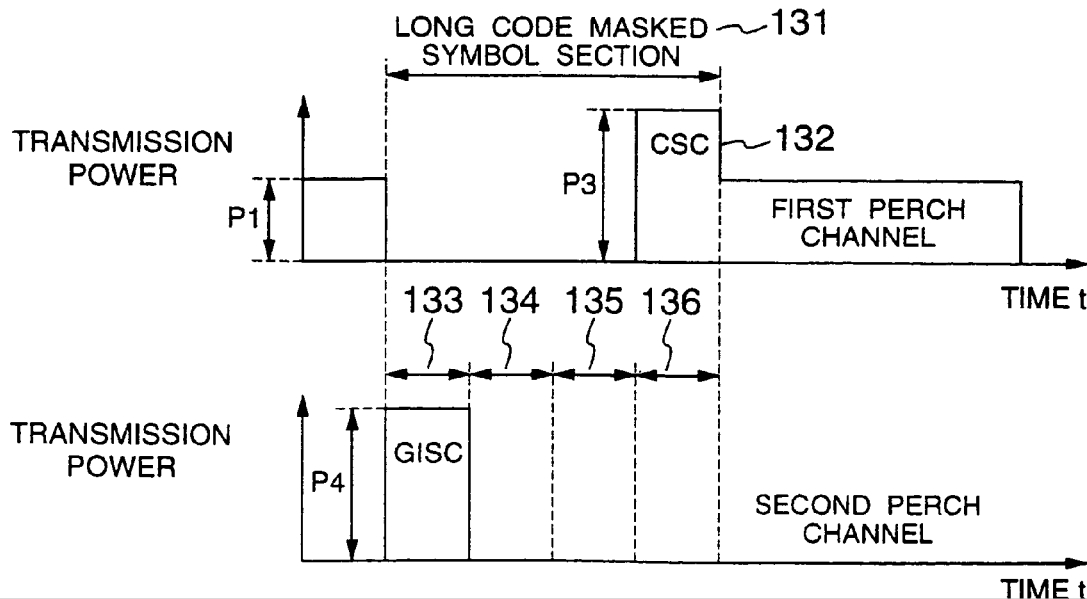 LONG CODE MASKED
SYMBOL SECTION
131
TRANSMISSION
POWER
P1
P3
CSC
132
FIRST PERCH
CHANNEL
TIME t
133
134
135
136
TRANSMISSION
POWER
P4
GISC
SECOND PERCH
CHANNEL
TIME t